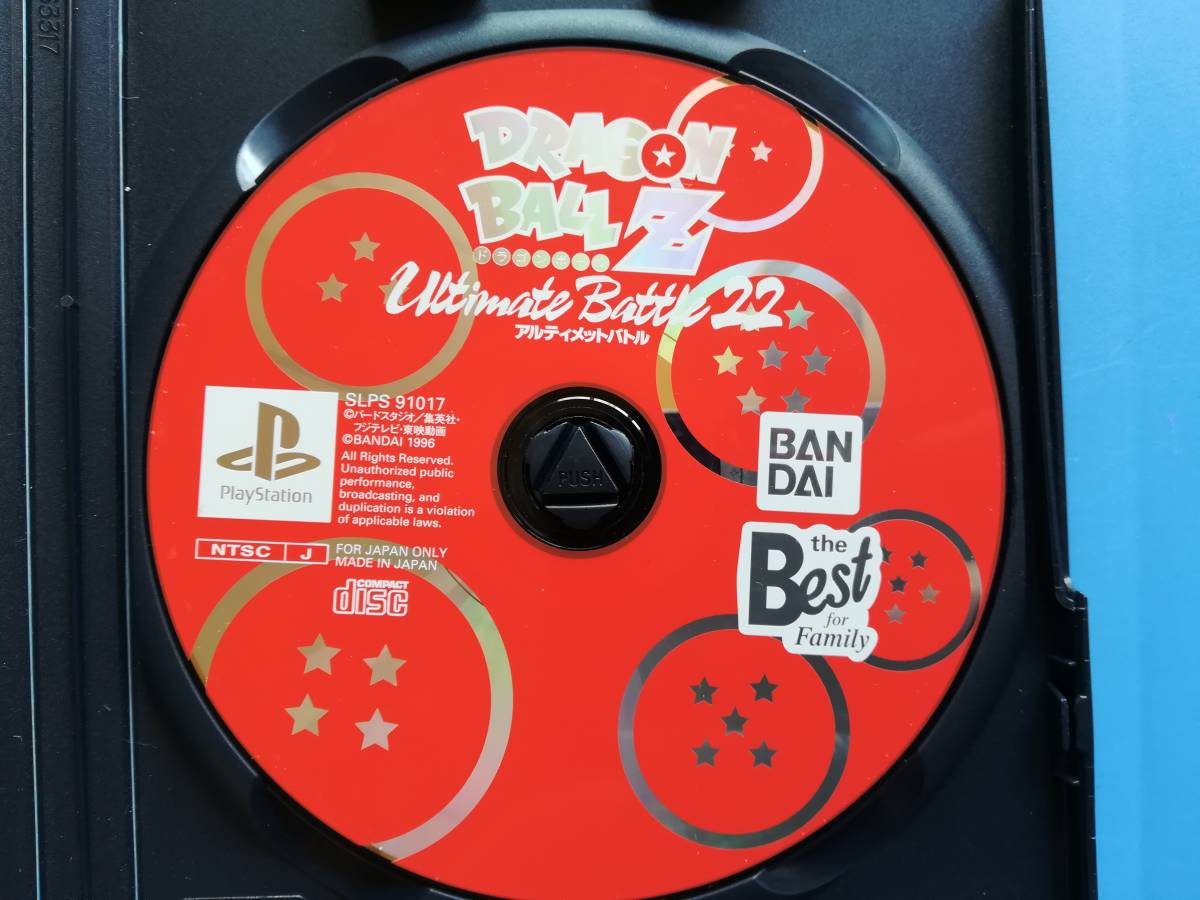 DRAGON
BALL Z
ドラゴンボール
Ultimate Battle 22
アルティメットバトル
PlayStation
SLPS 91017
©バードスタジオ/集英社・
フジテレビ・東映動画
©BANDAI 1996
All Rights Reserved.
Unauthorized public
performance,
broadcasting, and
duplication is a violation
of applicable laws.
NTSC J
FOR JAPAN ONLY
MADE IN JAPAN
COMPACT
disc
PUSH
BAN
DAI
the
Best
for
Family